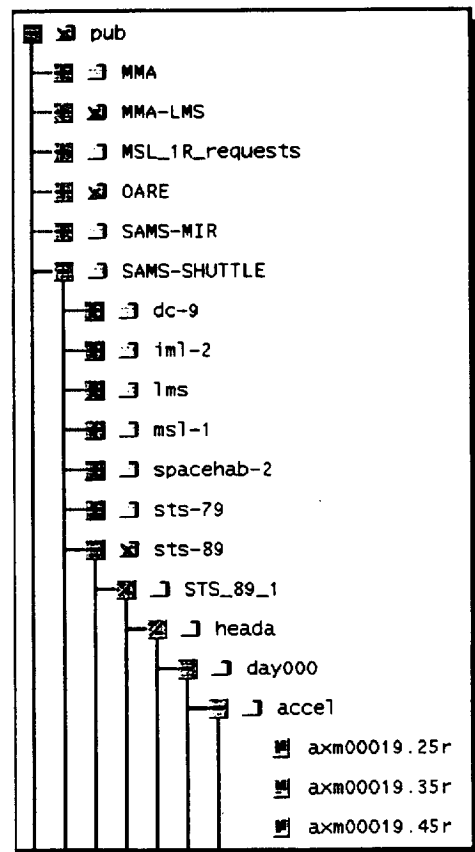 pub
MMA
MMA-LMS
MSL_1R_requests
OARE
SAMS-MIR
SAMS-SHUTTLE
dc-9
iml-2
lms
msl-1
spacehab-2
sts-79
sts-89
STS_89_1
heada
day000
accel
axm00019.25r
axm00019.35r
axm00019.45r